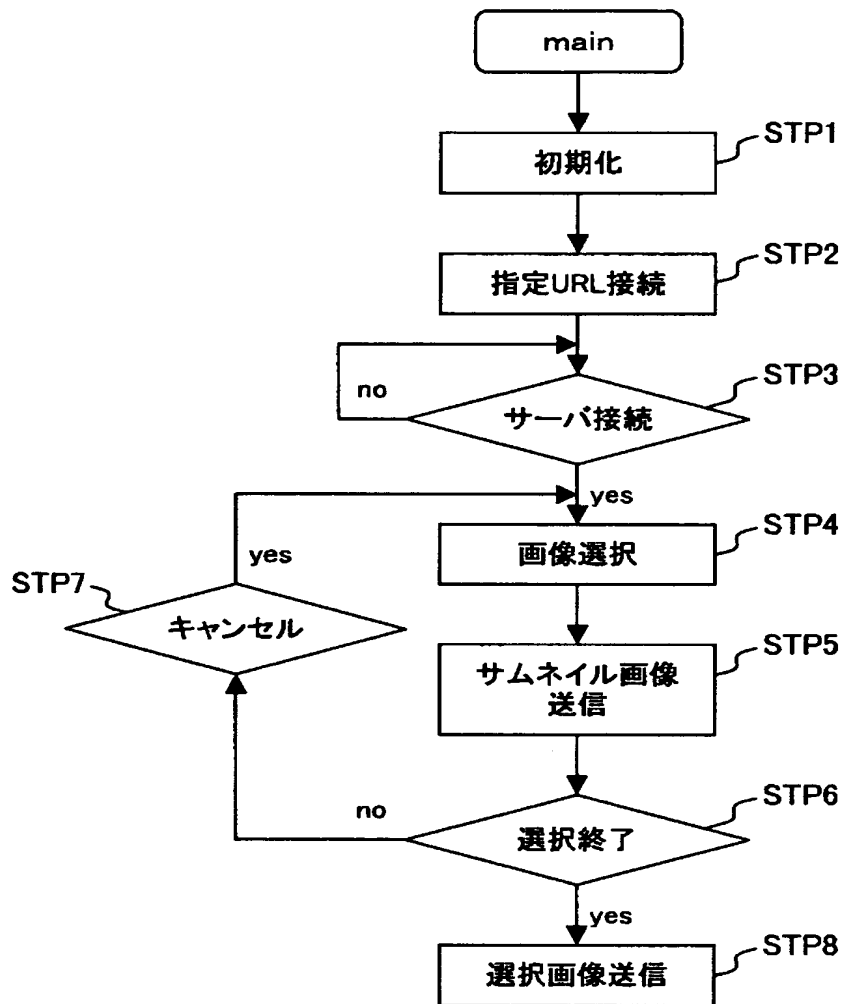 main
STP1
初期化
STP2
指定URL接続
STP3
no
サーバ接続
yes
STP4
画像選択
yes
STP7
キャンセル
STP5
サムネイル画像
送信
no
STP6
選択終了
yes
STP8
選択画像送信